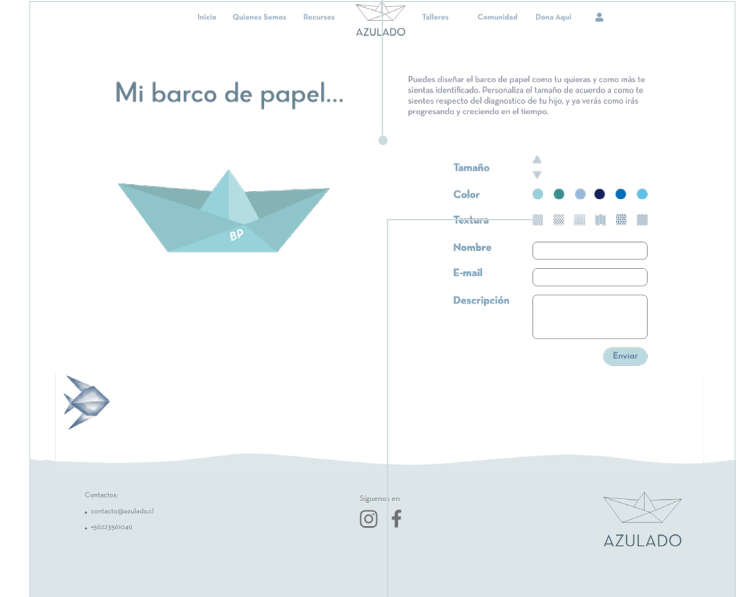 Inicio Quienes Somos Recursos
AZULADO
Talleres Comunidad Dona Aquí
Mi barco de papel...
Puedes diseñar el barco de papel como tu quieras y como más te
sientas identificado. Personaliza el tamaño de acuerdo a como te
sientes respecto del diagnostico de tu hijo, y ya verás como irás
progresando y creciendo en el tiempo.
BP
Tamaño
Color
Textura
Nombre
E-mail
Descripción
Enviar
Contactos:
• contacto@azulado.cl
• +56223561040
Síguenos en
AZULADO